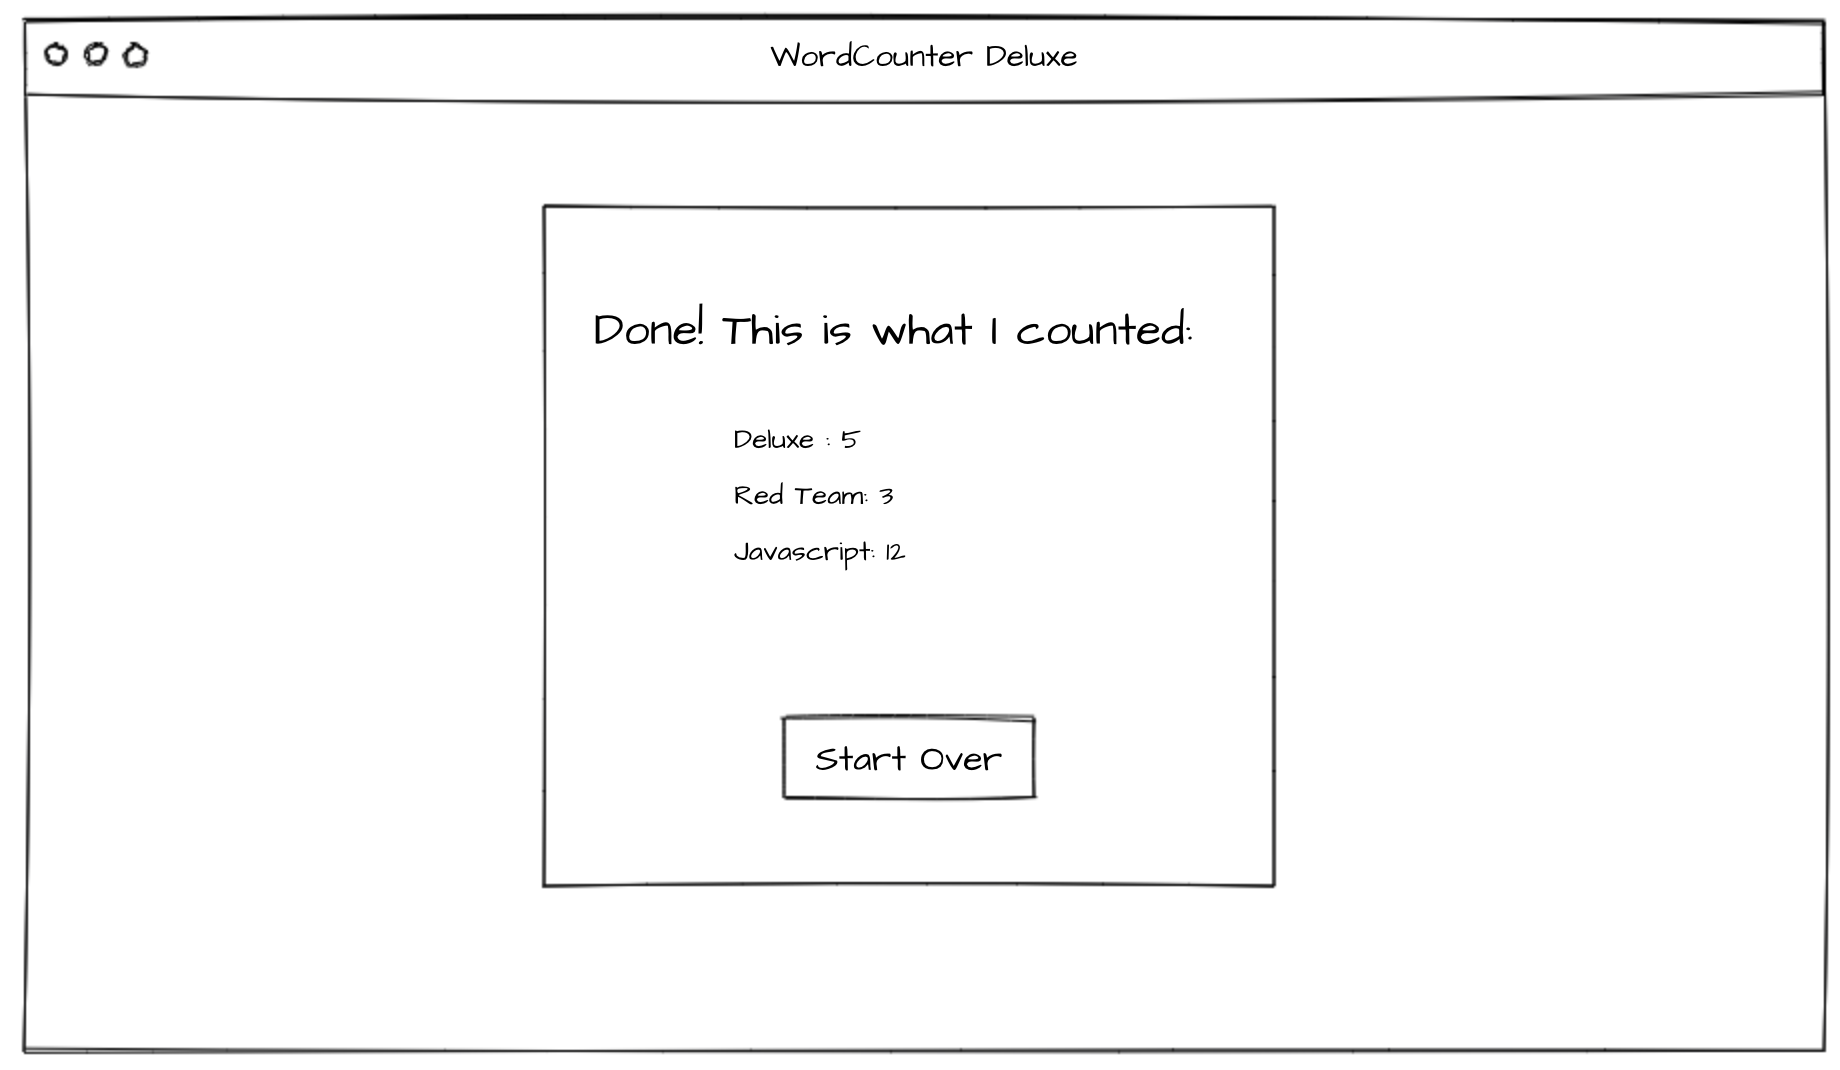 WordCounter Deluxe
Done! This is what I counted:
Deluxe : 5
Red Team: 3
Javascript: 12
Start Over